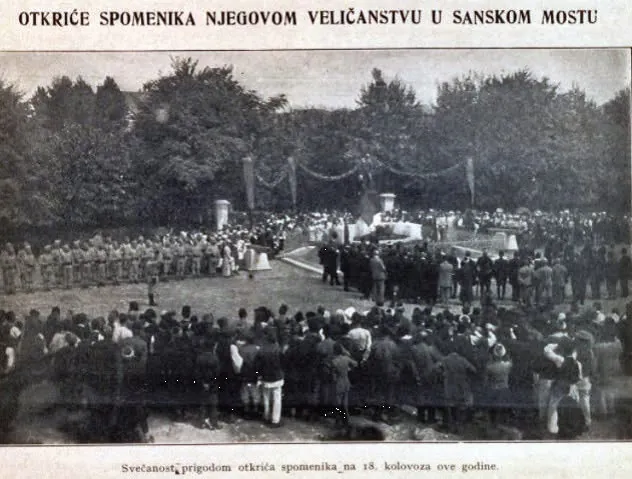 OTKRIĆE SPOMENIKA NJEGOVOM VELIČANSTVU U SANSKOM MOSTU
Svečanost prigodom otkrića spomenika na 18. kolovoza ove godine.